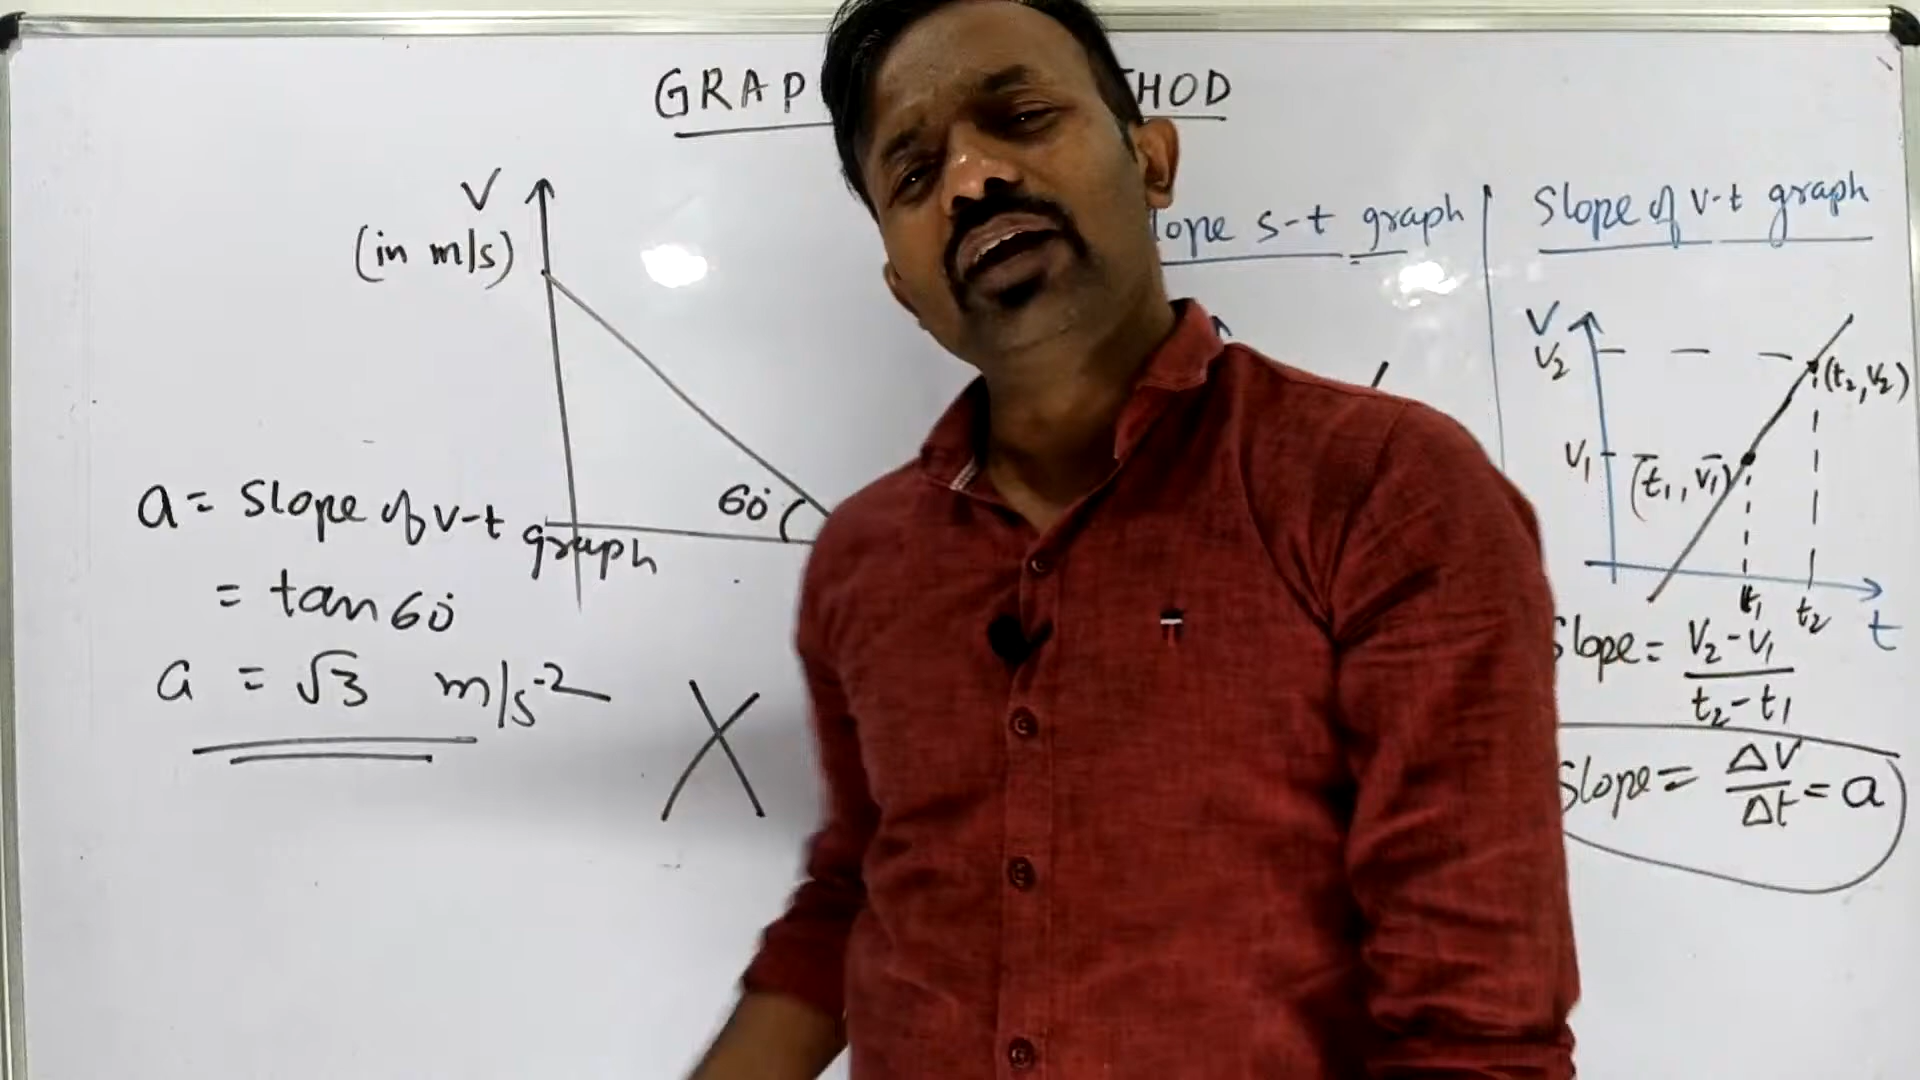 GRAP HOD
V
(in m/s)
60°
a = Slope of v-t graph
= tan 60°
a = √3 m/s⁻²
lope s-t graph
Slope of v-t graph
V
V₂
(t₂, v₂)
V₁
(t₁, v₁)
t₁ t₂ t
Slope = V₂ - V₁ / t₂ - t₁
Slope = ΔV / Δt = a